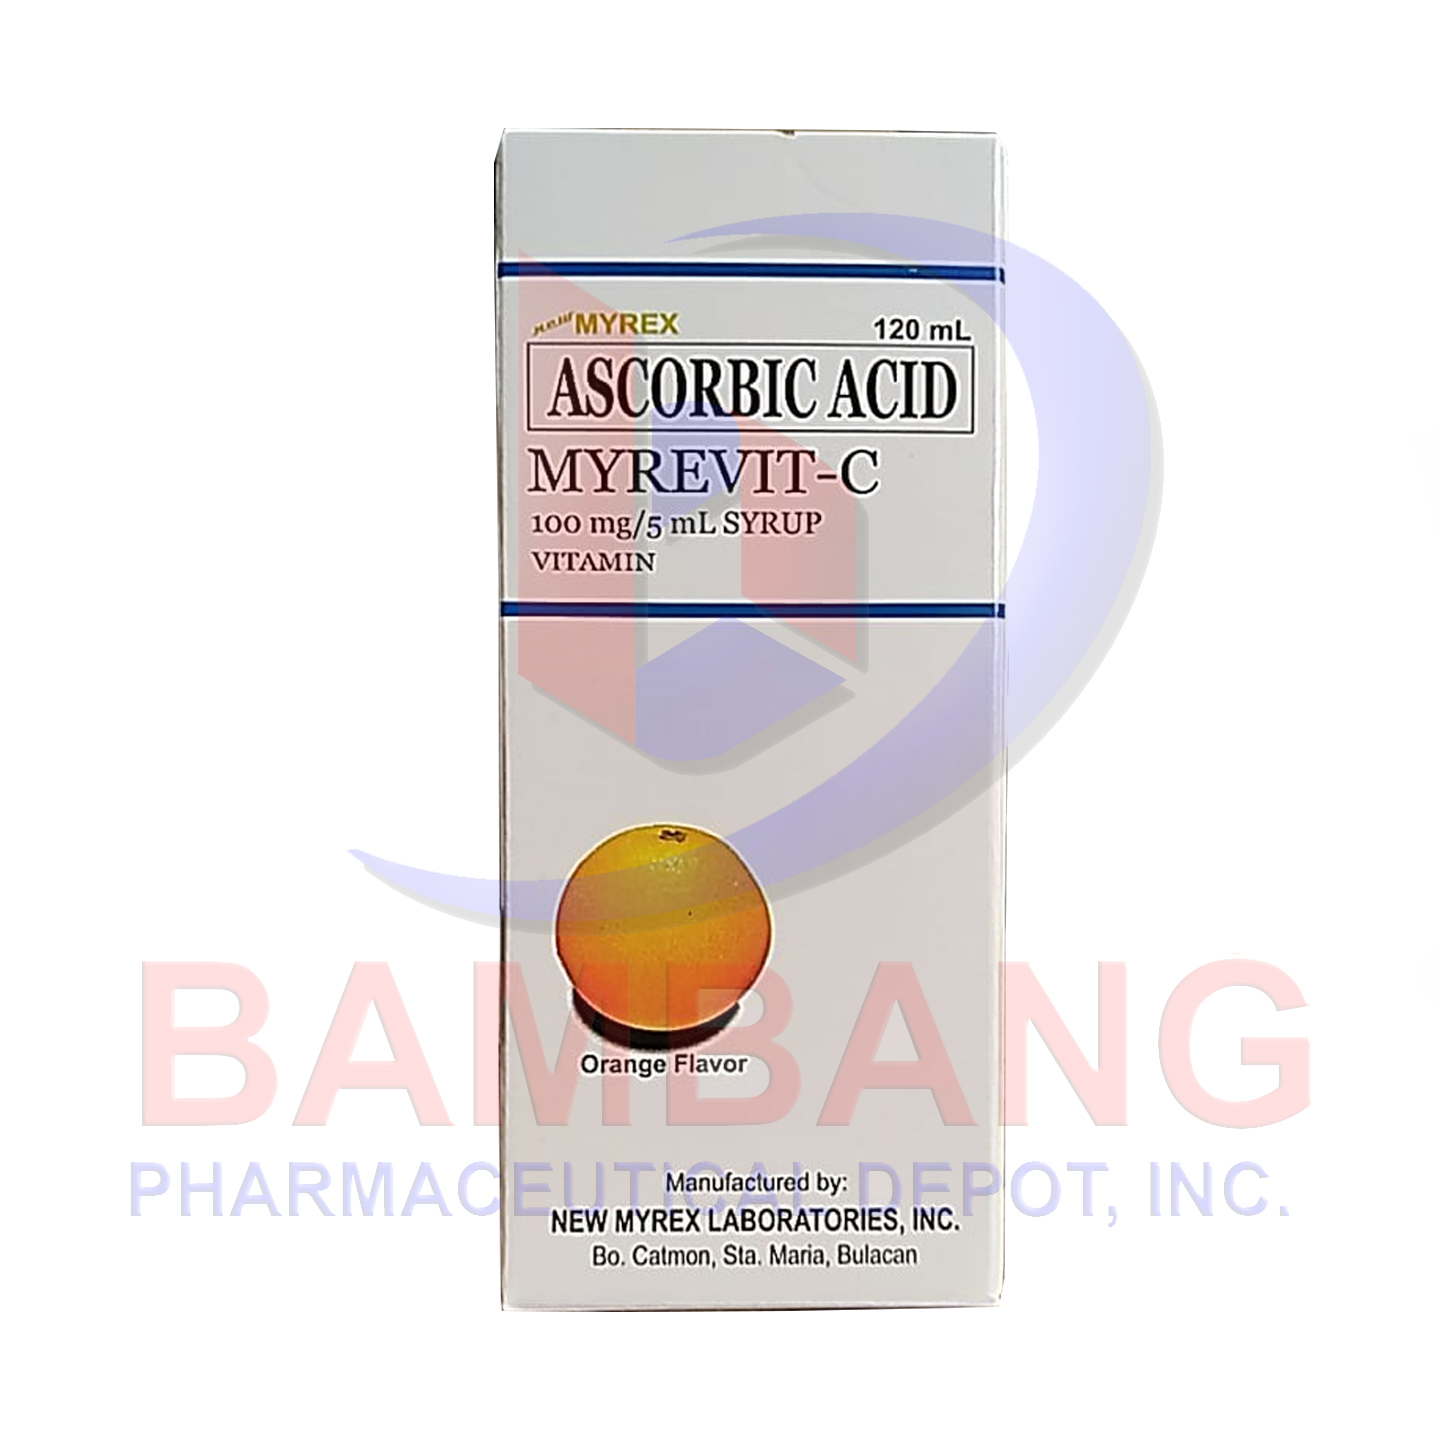 new MYREX
120 mL
ASCORBIC ACID
MYREVIT-C
100 mg/5 mL SYRUP
VITAMIN
Orange Flavor
BAMBANG
PHARMACEUTICAL DEPOT, INC.
Manufactured by:
NEW MYREX LABORATORIES, INC.
Bo. Catmon, Sta. Maria, Bulacan